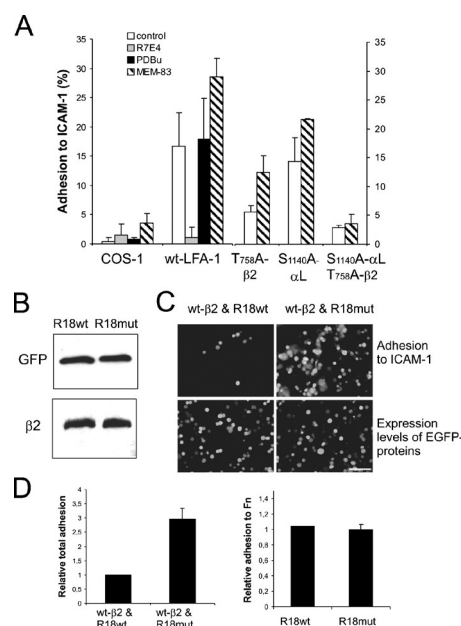 A
control
R7E4
PDBu
MEM-83
Adhesion to ICAM-1 (%)
35
30
25
20
15
10
5
0
35
30
25
20
15
10
5
0
COS-1
wt-LFA-1
T758A-
β2
S1140A-
αL
S1140A-αL
T758A-β2
B
R18wt R18mut
GFP
β2
C
wt-β2 & R18wt
wt-β2 & R18mut
Adhesion
to ICAM-1
Expression
levels of EGFP-
proteins
D
Relative total adhesion
4
3,5
3
2,5
2
1,5
1
0,5
0
wt-β2 &
R18wt
wt-β2 &
R18mut
Relative adhesion to Fn
1,4
1,2
1
0,8
0,6
0,4
0,2
0
R18wt
R18mut